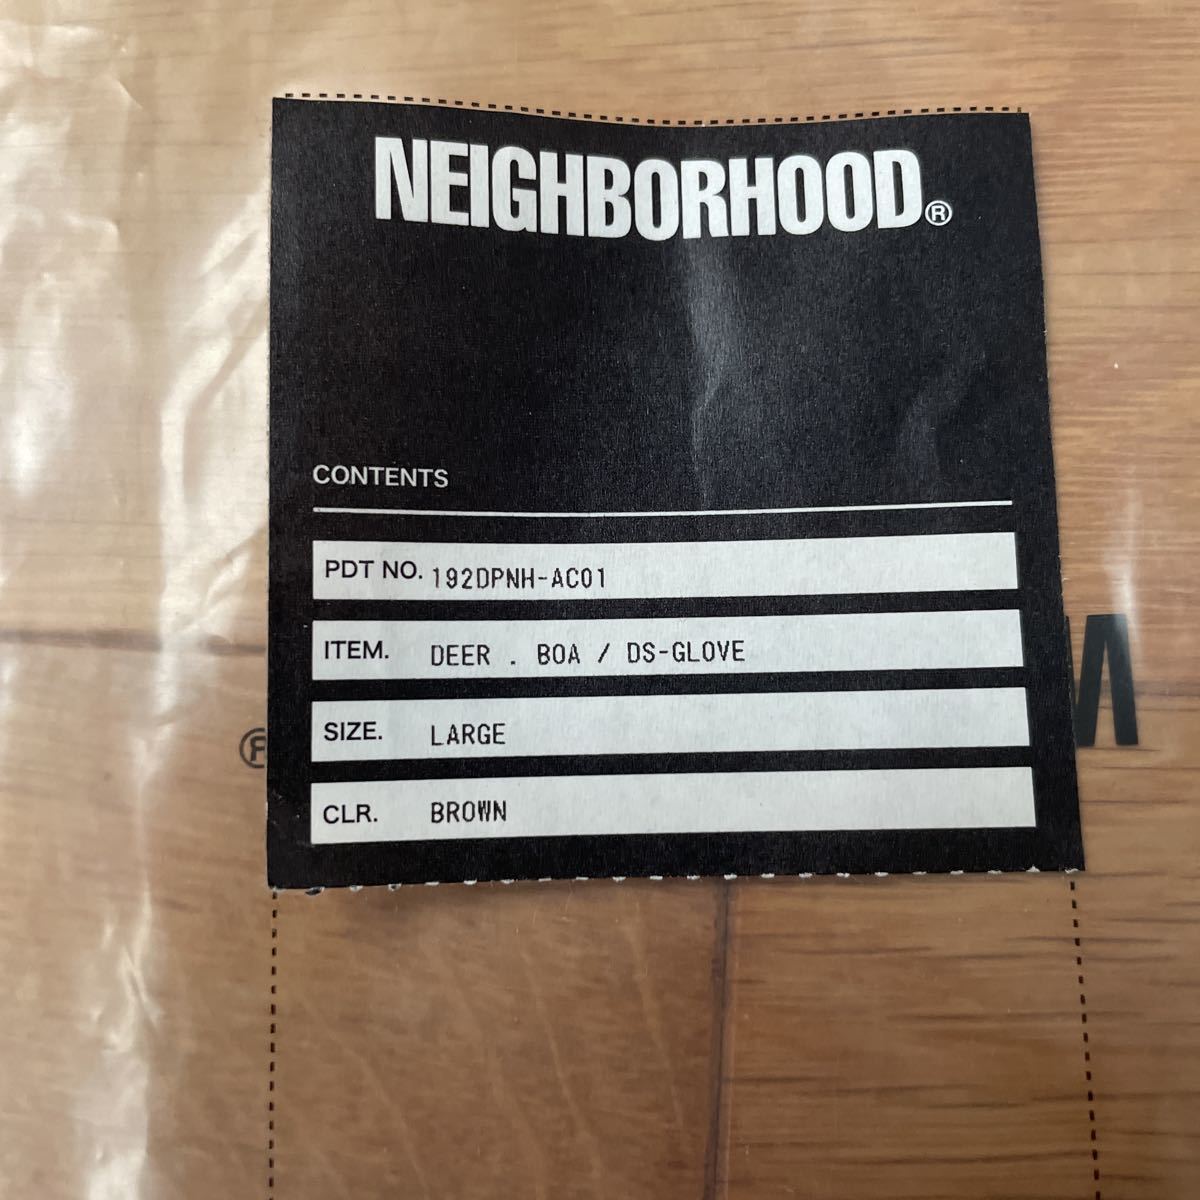 NEIGHBORHOOD®
CONTENTS
PDT NO. 192DPNH-AC01
ITEM. DEER . BOA / DS-GLOVE
SIZE. LARGE
CLR. BROWN
®